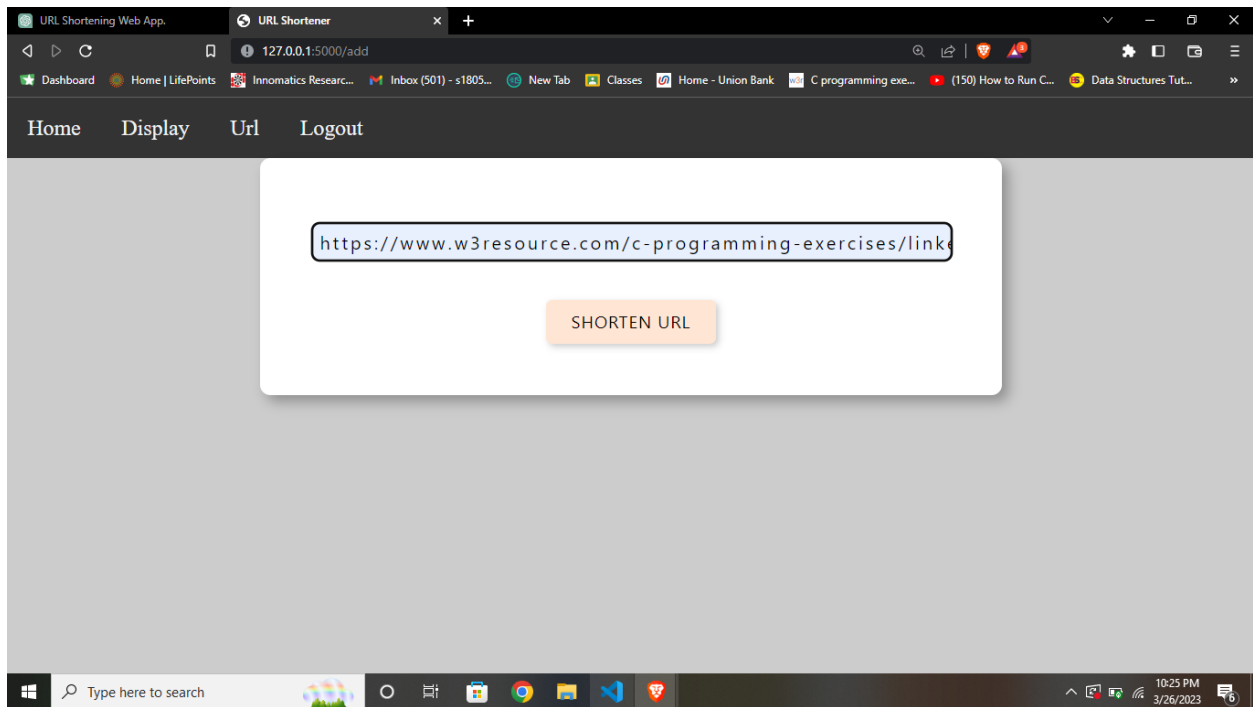 URL Shortening Web App. URL Shortener
127.0.0.1:5000/add
Dashboard Home | LifePoints Innomatics Researc... Inbox (501) - s1805... New Tab Classes Home - Union Bank C programming exe... (150) How to Run C... Data Structures Tut... »
Home Display Url Logout
https://www.w3resource.com/c-programming-exercises/linke
SHORTEN URL
Type here to search 10:25 PM
3/26/2023